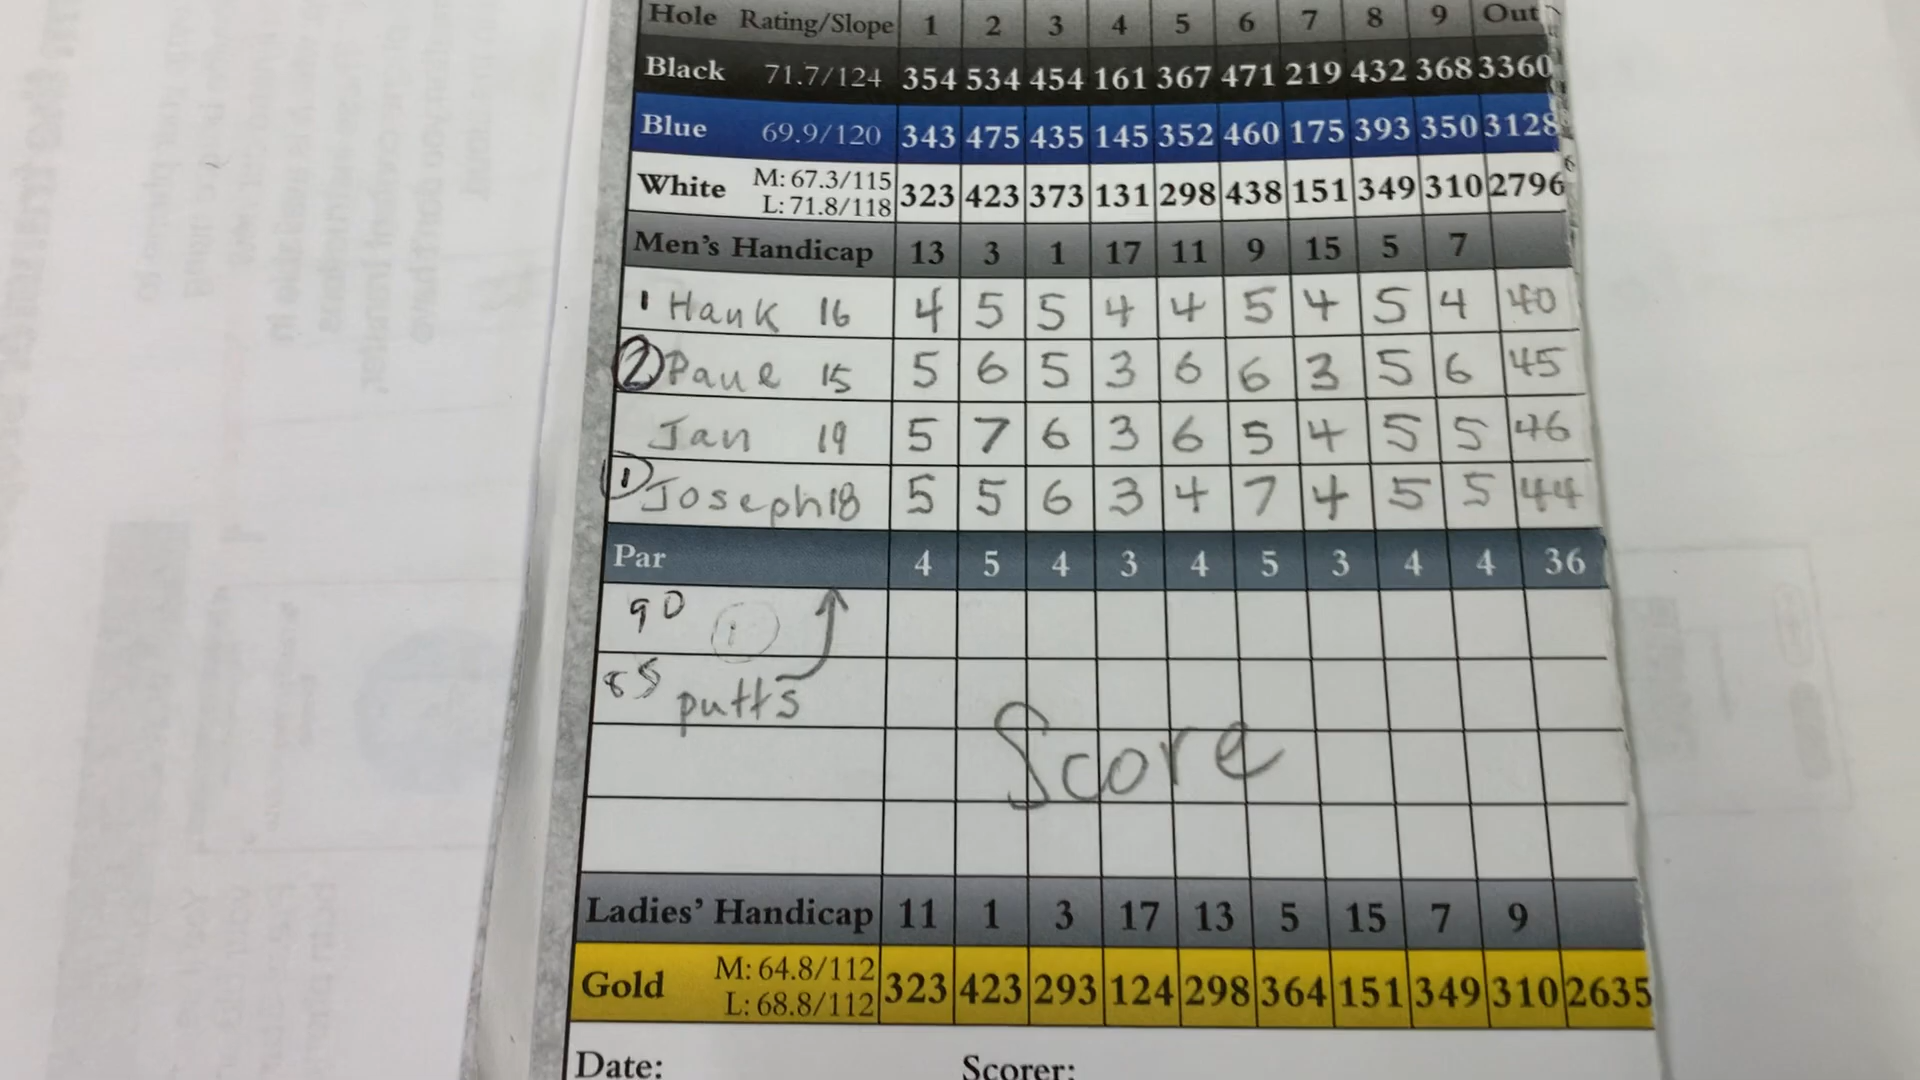 Hole Rating/Slope 1 2 3 4 5 6 7 8 9 Out
Black 71.7/124 354 534 454 161 367 471 219 432 368 3360
Blue 69.9/120 343 475 435 145 352 460 175 393 350 3128
White M: 67.3/115 L: 71.8/118 323 423 373 131 298 438 151 349 310 2796
Men's Handicap 13 3 1 17 11 9 15 5 7
1 Hank 16 4 5 5 4 4 5 4 5 4 40
2 Paue 15 5 6 5 3 6 6 3 5 6 45
Jan 19 5 7 6 3 6 5 4 5 5 46
1 Joseph 18 5 5 6 3 4 7 4 5 5 44
Par 4 5 4 3 4 5 3 4 4 36
90 1
85 putts
Score
Ladies' Handicap 11 1 3 17 13 5 15 7 9
Gold M: 64.8/112 L: 68.8/112 323 423 293 124 298 364 151 349 310 2635
Date: Scorer: